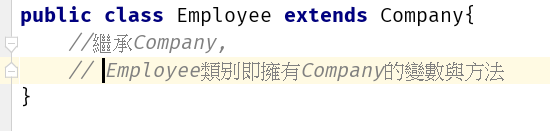 public class Employee extends Company{
//繼承Company,
// Employee類别即擁有Company的變數與方法
}